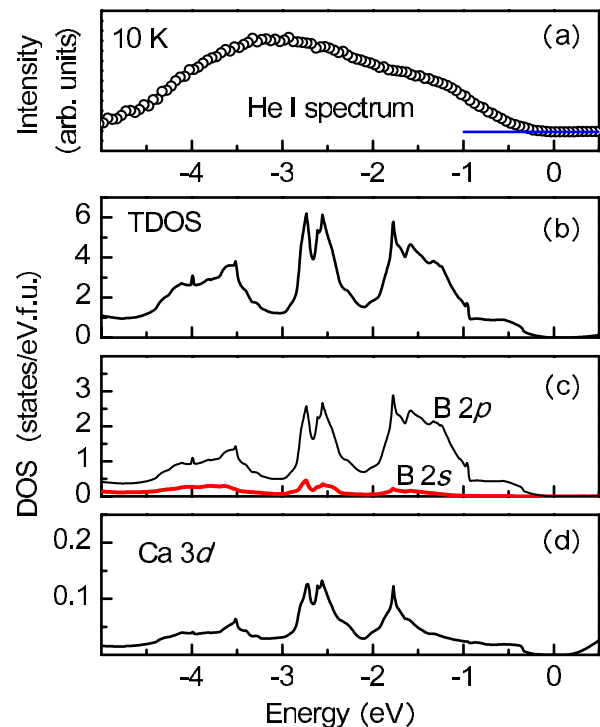 10 K
(a)
Intensity
(arb. units)
He I spectrum
-4 -3 -2 -1 0
TDOS
(b)
6
4
2
0
DOS (states/eV.f.u.)
(c)
3
2
1
0
B 2p
B 2s
Ca 3d
(d)
0.2
0.1
-4 -3 -2 -1 0
Energy (eV)